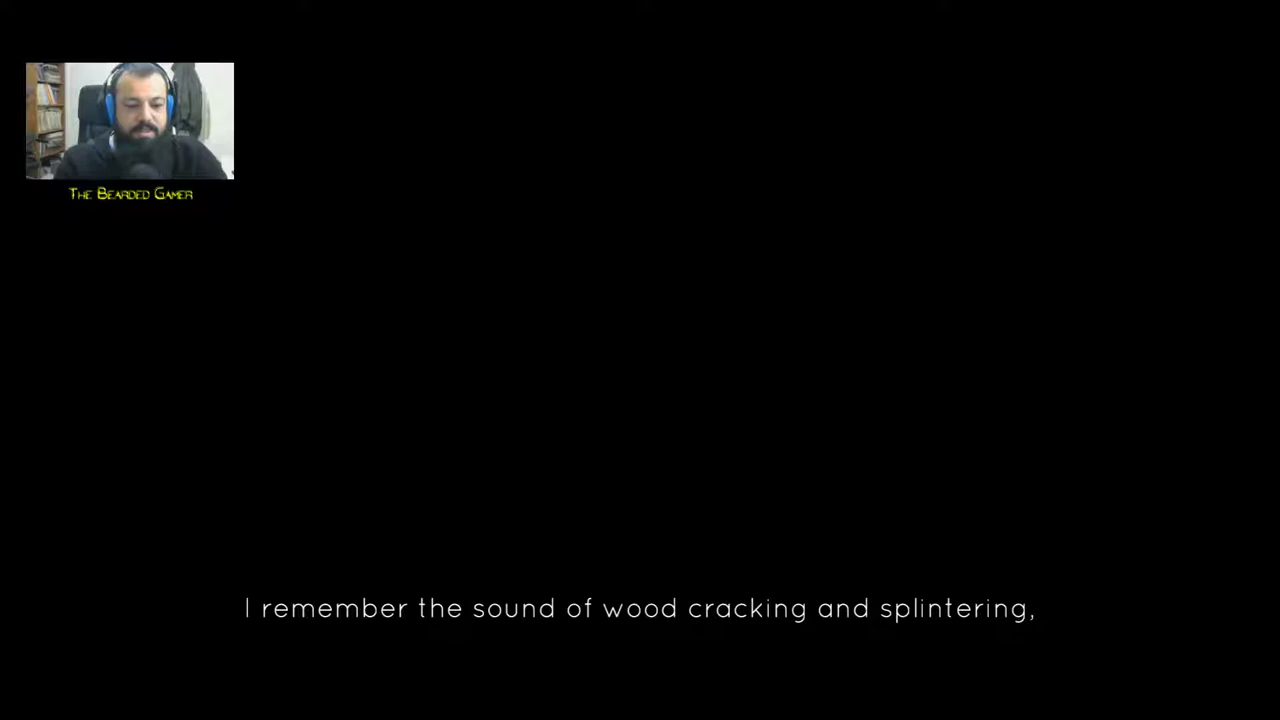 The Bearded Gamer
I remember the sound of wood cracking and splintering,